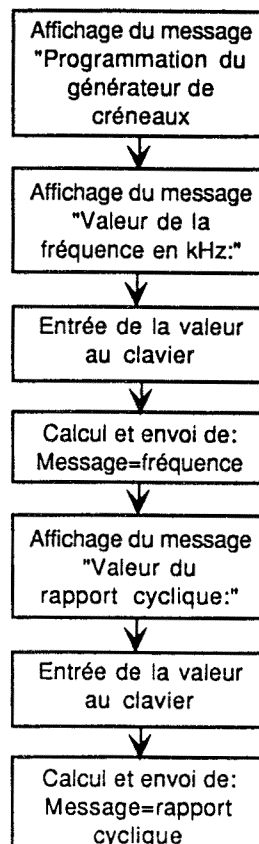 Affichage du message
"Programmation du
générateur de
créneaux
Affichage du message
"Valeur de la
fréquence en kHz:"
Entrée de la valeur
au clavier
Calcul et envoi de:
Message=fréquence
Affichage du message
"Valeur du
rapport cyclique:"
Entrée de la valeur
au clavier
Calcul et envoi de:
Message=rapport
cyclique